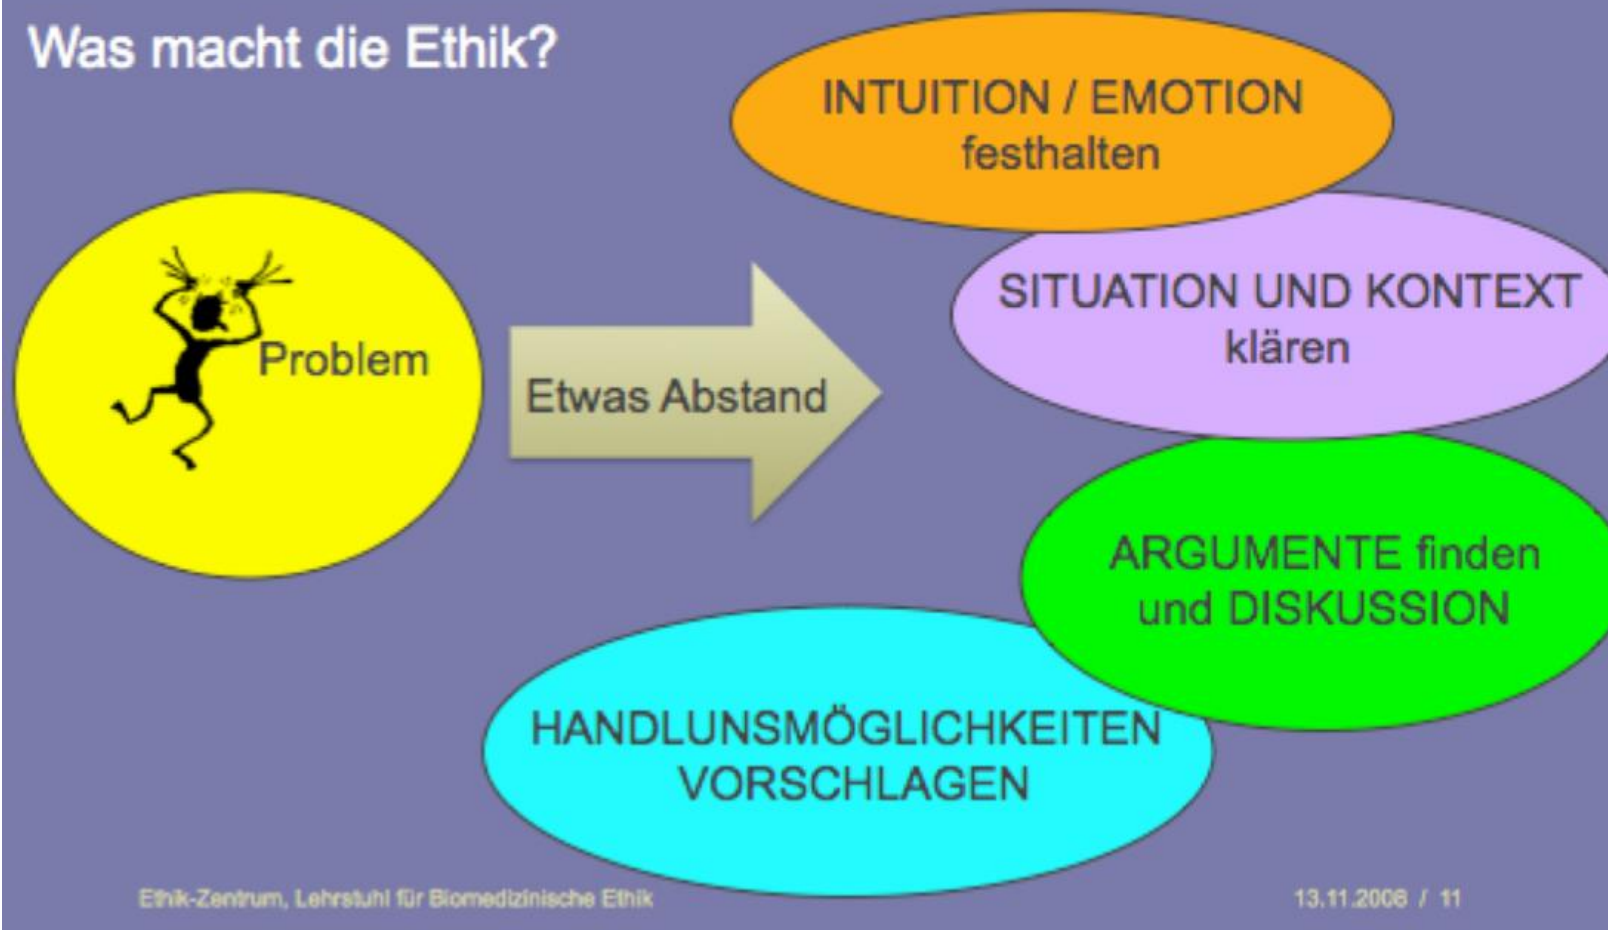 Was macht die Ethik?
INTUITION / EMOTION
festhalten
SITUATION UND KONTEXT
klären
Problem
Etwas Abstand
ARGUMENTE finden
und DISKUSSION
HANDLUNSMÖGLICHKEITEN
VORSCHLAGEN
Ethik-Zentrum, Lehrstuhl für Biomedizinische Ethik
13.11.2008 / 11